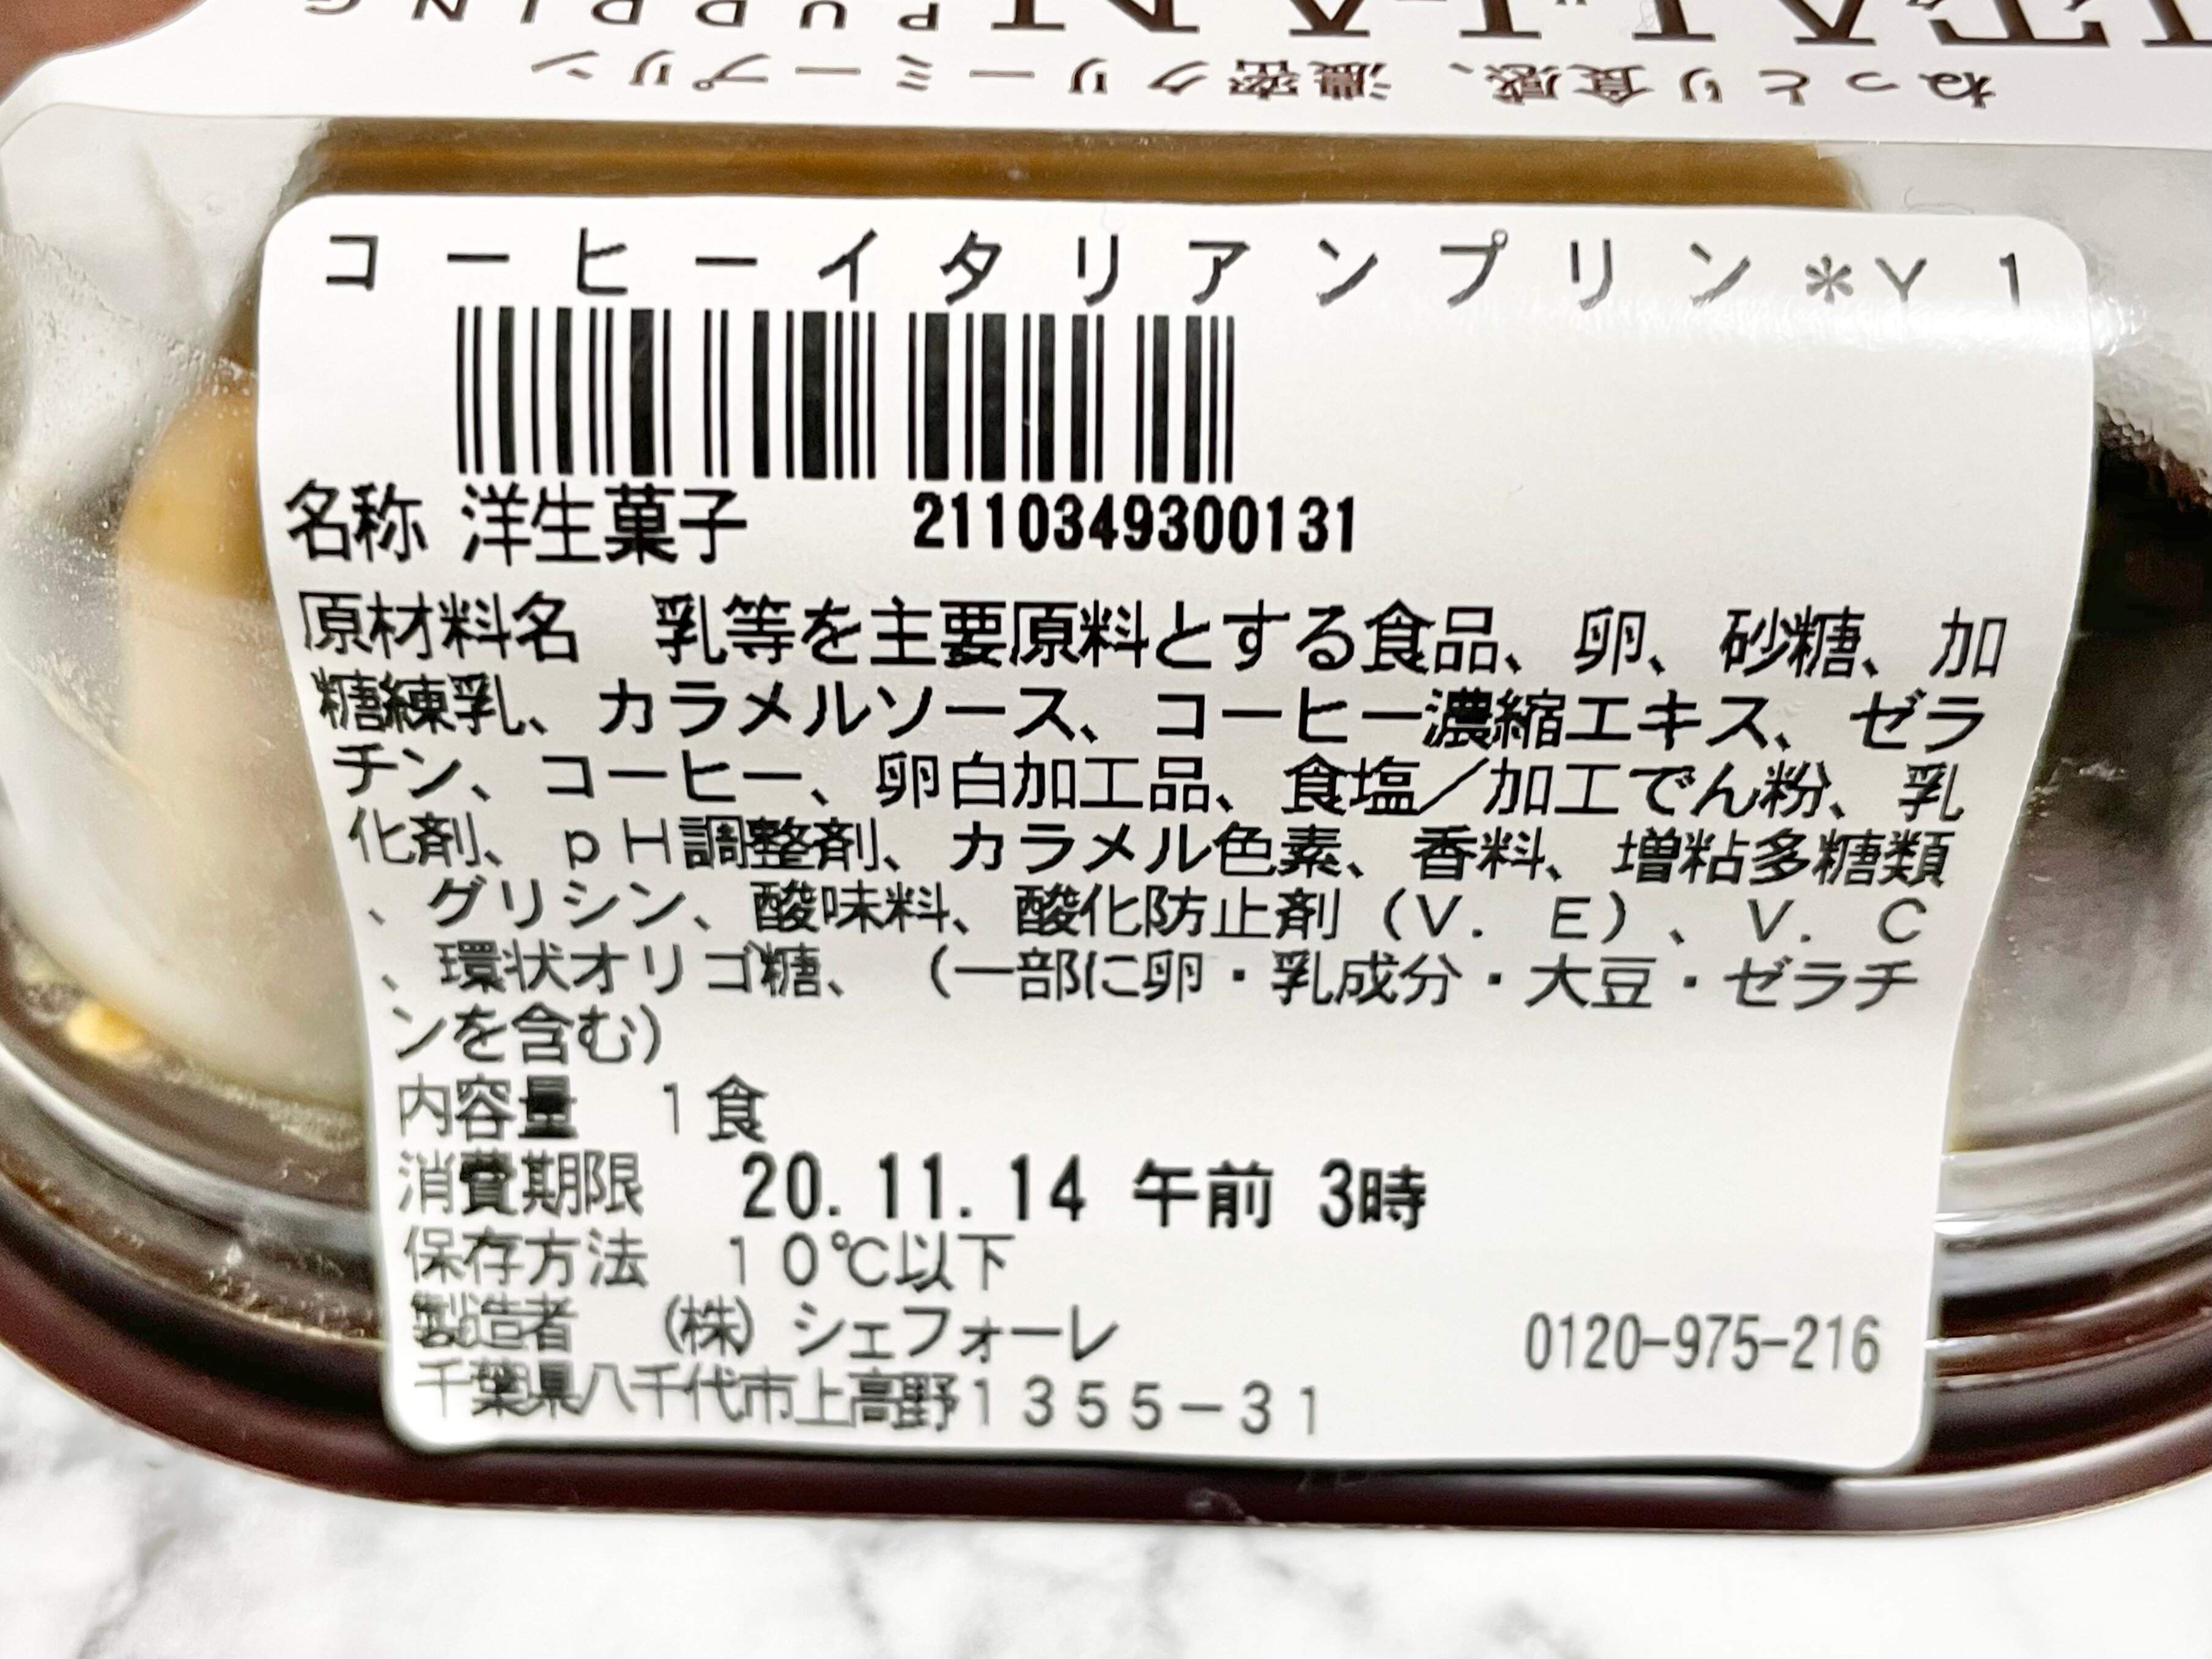 ITALIAN
PUDDING
ねっとり食感、濃密クリーミープリン
コーヒーイタリアンプリン*Y1
名称 洋生菓子 2110349300131
原材料名 乳等を主要原料とする食品、卵、砂糖、加
糖練乳、カラメルソース、コーヒー濃縮エキス、ゼラ
チン、コーヒー、卵白加工品、食塩／加工でん粉、乳
化剤、pH調整剤、カラメル色素、香料、増粘多糖類
、グリシン、酸味料、酸化防止剤（V．E）、V．C
、環状オリゴ糖、（一部に卵・乳成分・大豆・ゼラチ
ンを含む）
内容量 1食
消費期限 20.11.14 午前 3時
保存方法 10℃以下
製造者 (株) シェフォーレ 0120-975-216
千葉県八千代市上高野1355－31